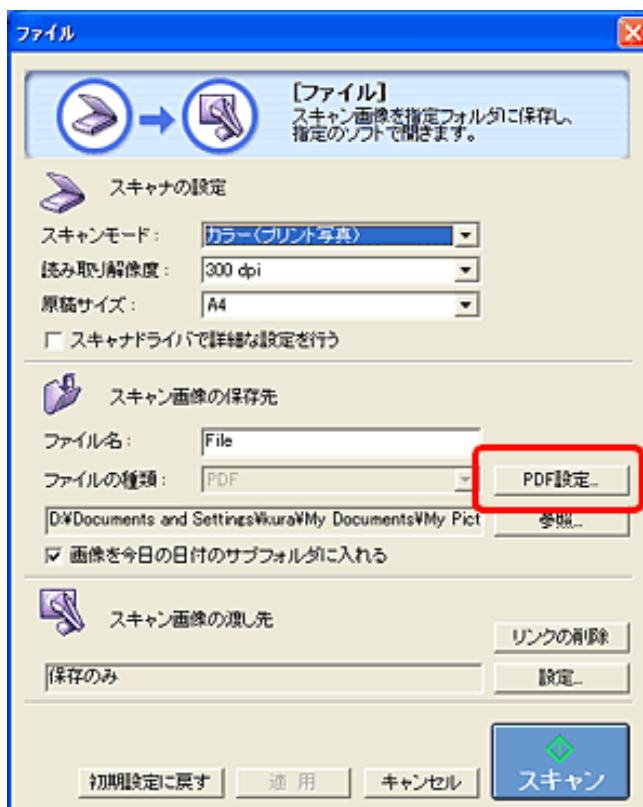 ファイル
[ファイル]
スキャン画像を指定フォルダに保存し、
指定のソフトで開きます。
スキャナの設定
スキャンモード： カラー(プリント写真)
読み取り解像度： 300 dpi
原稿サイズ： A4
スキャナドライバで詳細な設定を行う
スキャン画像の保存先
ファイル名： File
ファイルの種類： PDF PDF設定...
D:¥Documents and Settings¥kura¥My Documents¥My Pict 参照...
画像を今日の日付のサブフォルダに入れる
スキャン画像の渡し先
リンクの削除
保存のみ 設定...
初期設定に戻す 適用 キャンセル スキャン